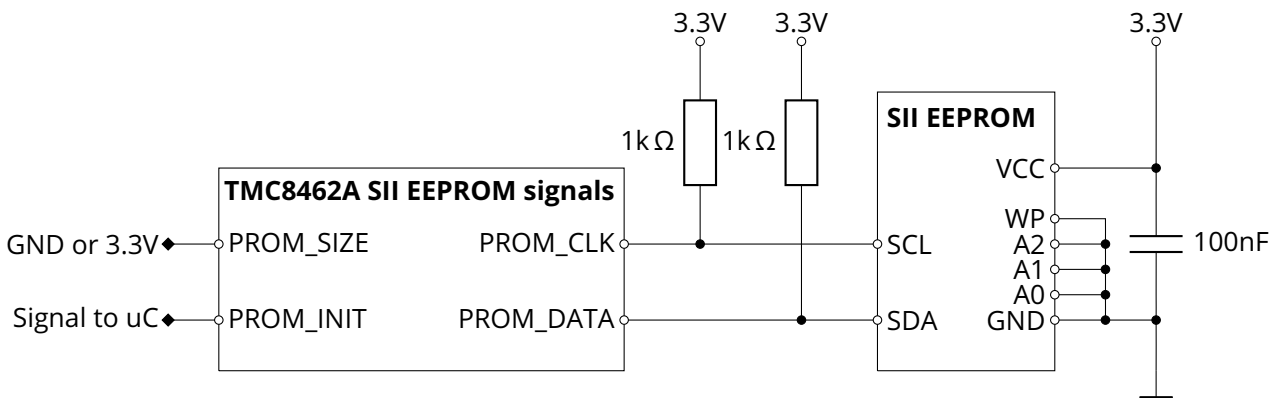 3.3V
3.3V
3.3V
1k Ω
1k Ω
SII EEPROM
VCC
TMC8462A SII EEPROM signals
WP
GND or 3.3V
PROM_SIZE
PROM_CLK
SCL
A2
100nF
A1
A0
Signal to uC
PROM_INIT
PROM_DATA
SDA
GND